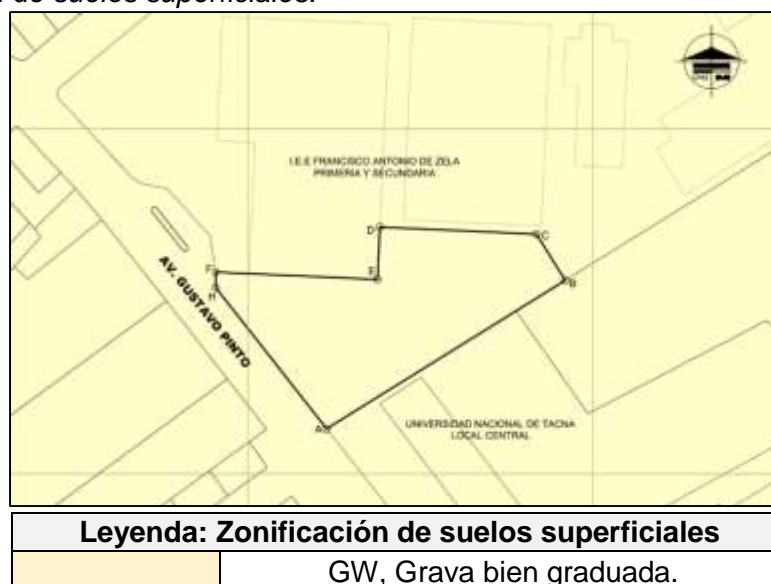 de suelos superficiales.
I.E.E FRANCISCO ANTONIO DE ZELA
PRIMERIA Y SECUNDARIA
D
C
F
E
B
H
AV. GUSTAVO PINTO
A
UNIVERSIDAD NACIONAL DE TACNA
LOCAL CENTRAL
Leyenda: Zonificación de suelos superficiales
GW, Grava bien graduada.